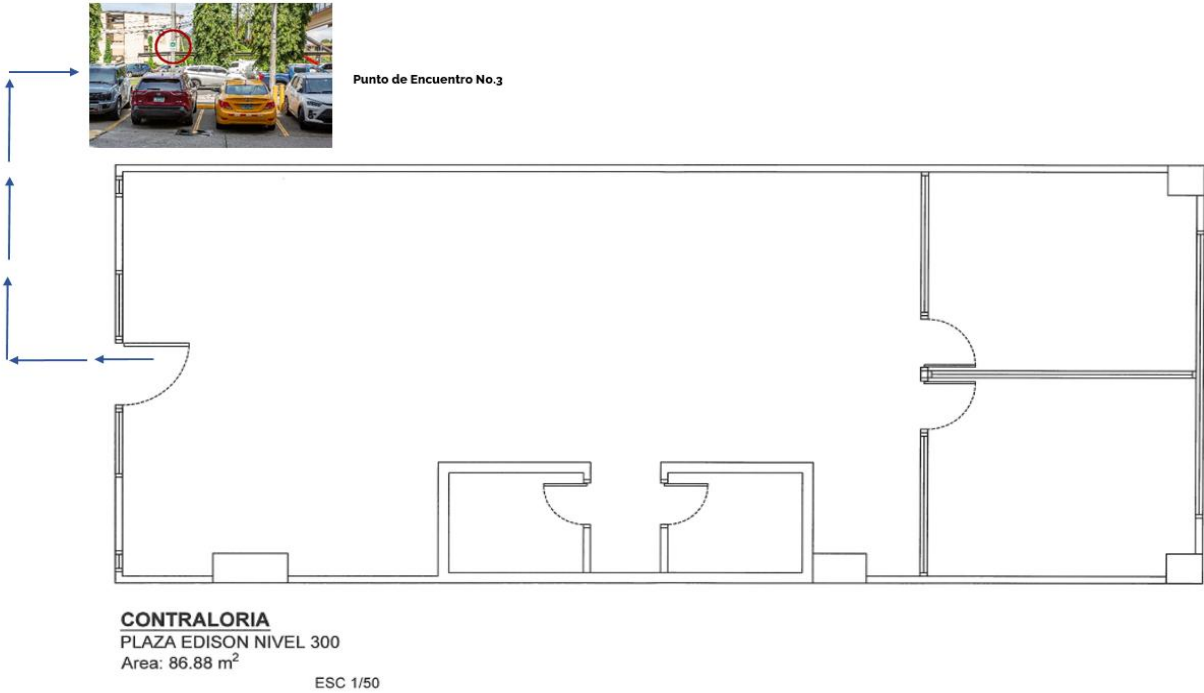 Punto de Encuentro No.3
CONTRALORIA
PLAZA EDISON NIVEL 300
Area: 86.88 m²
ESC 1/50